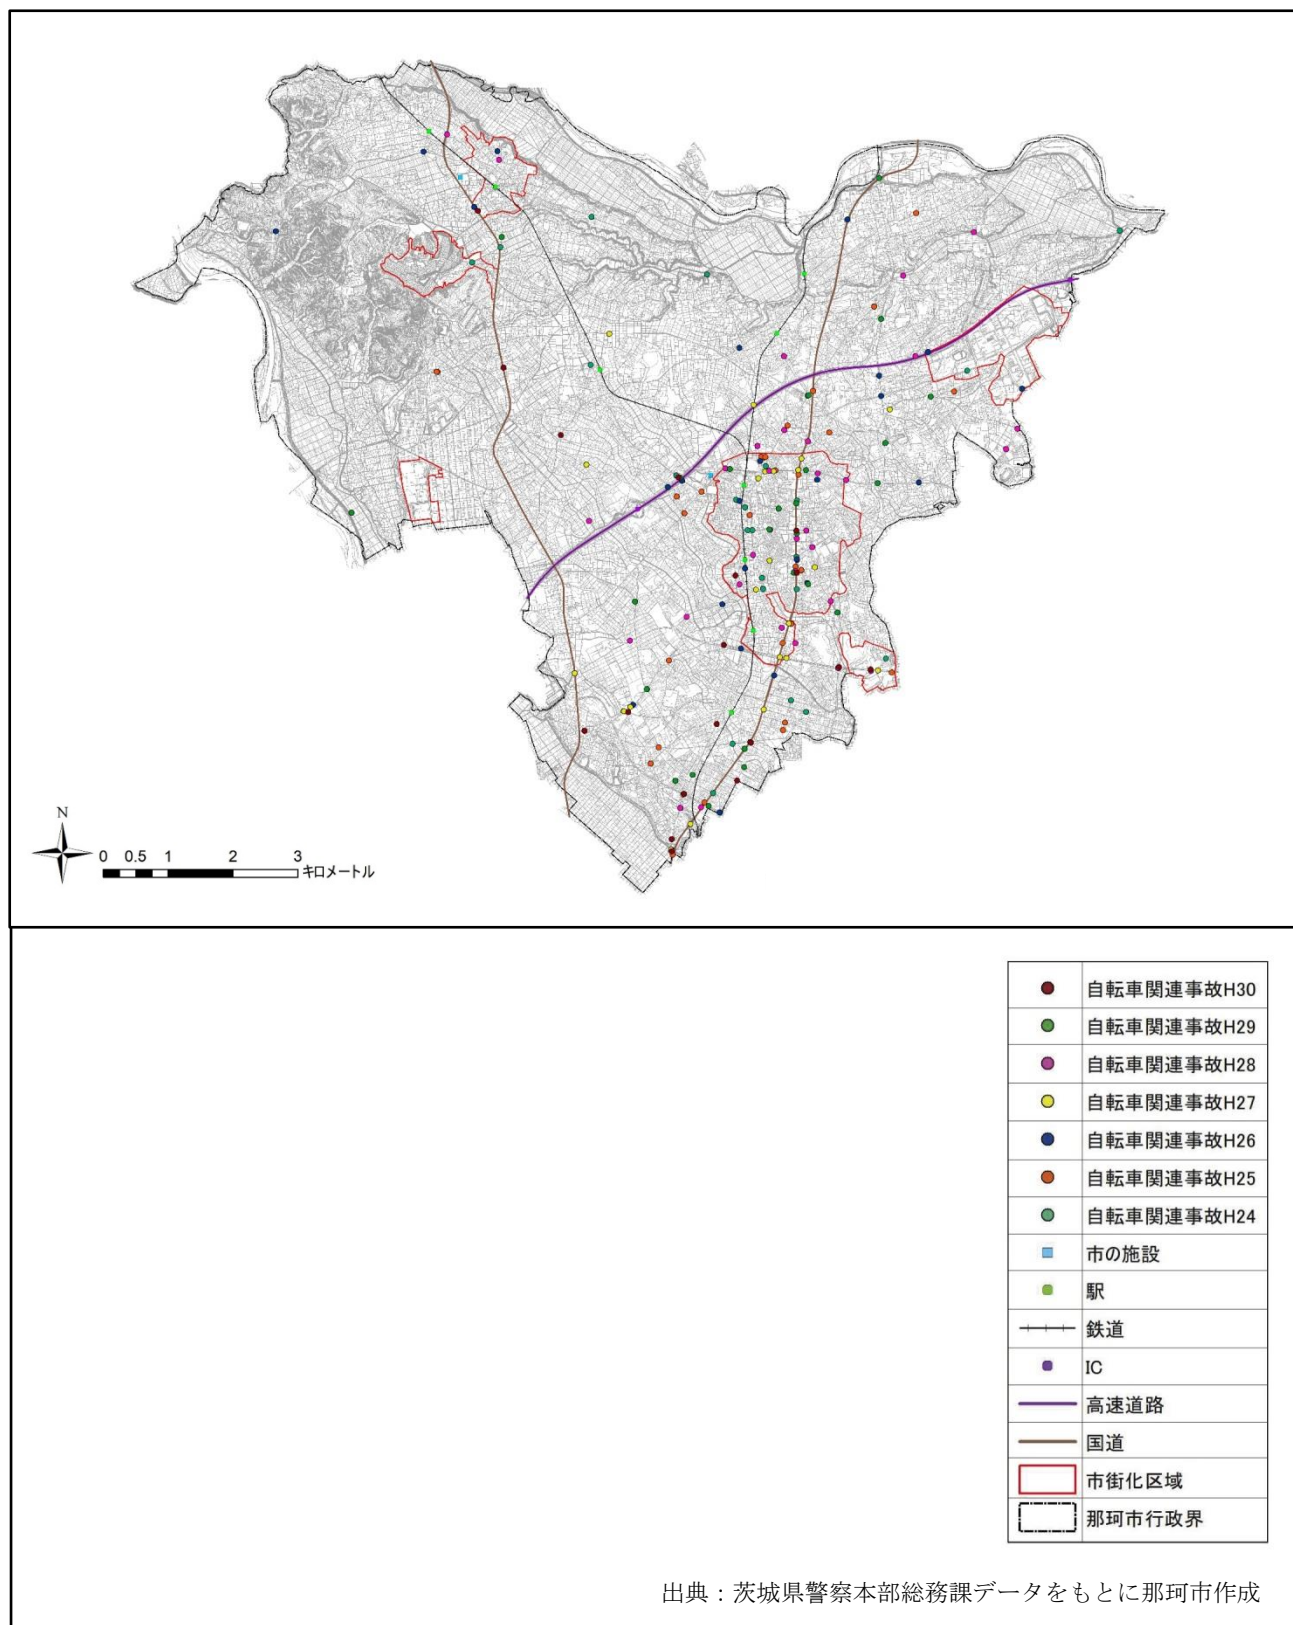 N
0 0.5 1 2 3
キロメートル
自転車関連事故H30
自転車関連事故H29
自転車関連事故H28
自転車関連事故H27
自転車関連事故H26
自転車関連事故H25
自転車関連事故H24
市の施設
駅
鉄道
IC
高速道路
国道
市街化区域
那珂市行政界
出典：茨城県警察本部総務課データをもとに那珂市作成